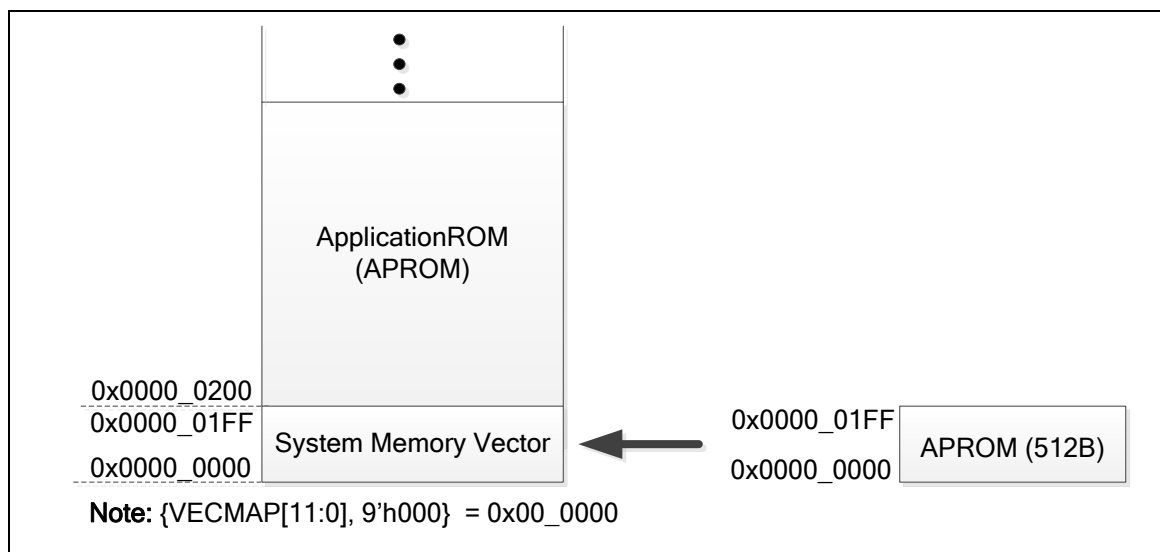 ApplicationROM
(APROM)
0x0000_0200
0x0000_01FF
System Memory Vector
0x0000_0000
0x0000_01FF
APROM (512B)
0x0000_0000
Note: {VECMAP[11:0], 9'h000} = 0x00_0000